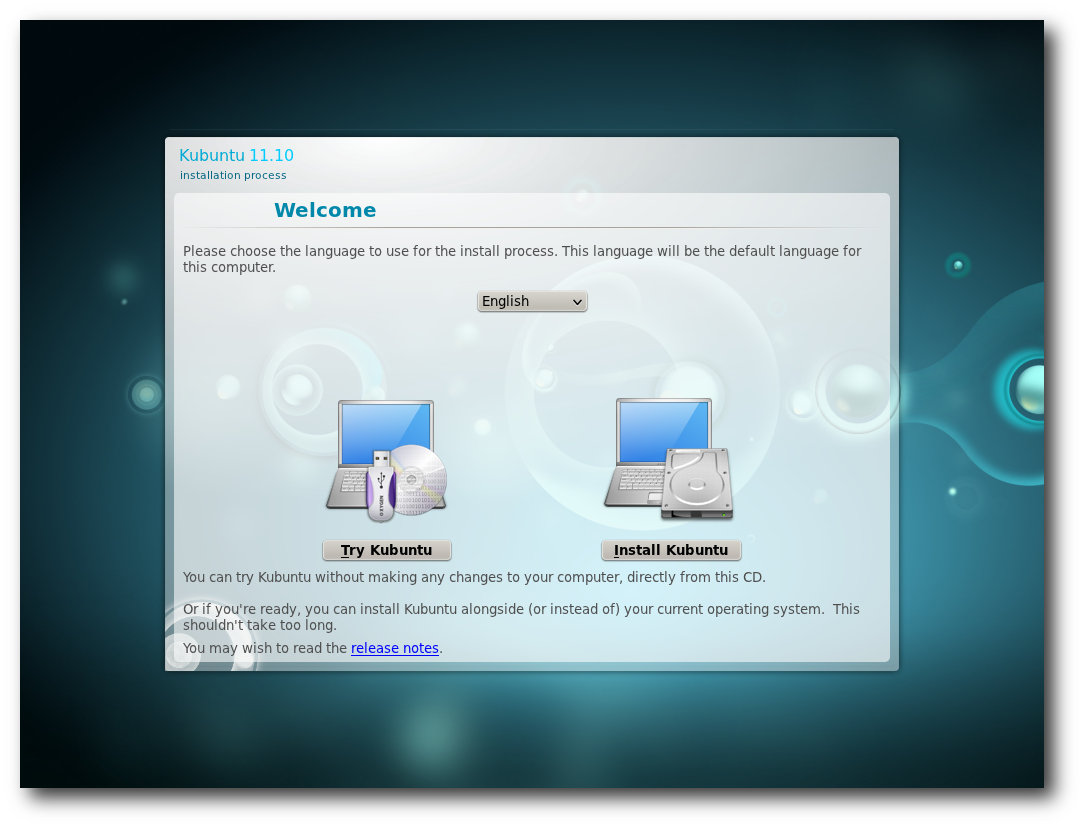 Kubuntu 11.10
installation process
Welcome
Please choose the language to use for the install process. This language will be the default language for
this computer.
English
OXYGEN
Try Kubuntu
Install Kubuntu
You can try Kubuntu without making any changes to your computer, directly from this CD.
Or if you're ready, you can install Kubuntu alongside (or instead of) your current operating system.  This
shouldn't take too long.
You may wish to read the release notes.